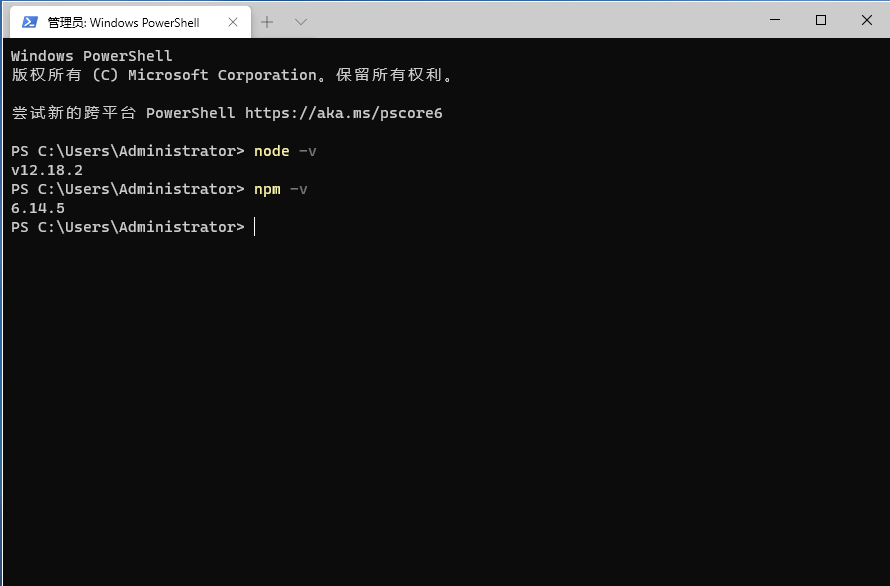 管理员: Windows PowerShell
Windows PowerShell
版权所有 (C) Microsoft Corporation。保留所有权利。
尝试新的跨平台 PowerShell https://aka.ms/pscore6
PS C:\Users\Administrator> node -v
v12.18.2
PS C:\Users\Administrator> npm -v
6.14.5
PS C:\Users\Administrator>